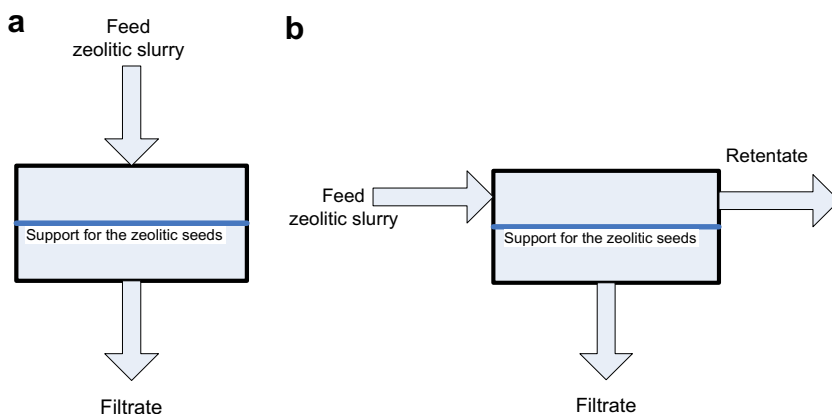 a
Feed
zeolitic slurry
Support for the zeolitic seeds
Filtrate
b
Feed
zeolitic slurry
Retentate
Support for the zeolitic seeds
Filtrate